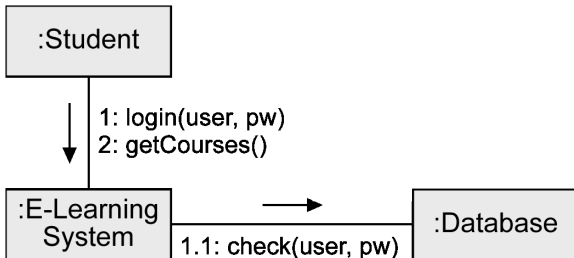 :Student
1: login(user, pw)
2: getCourses()
:E-Learning
System
:Database
1.1: check(user, pw)